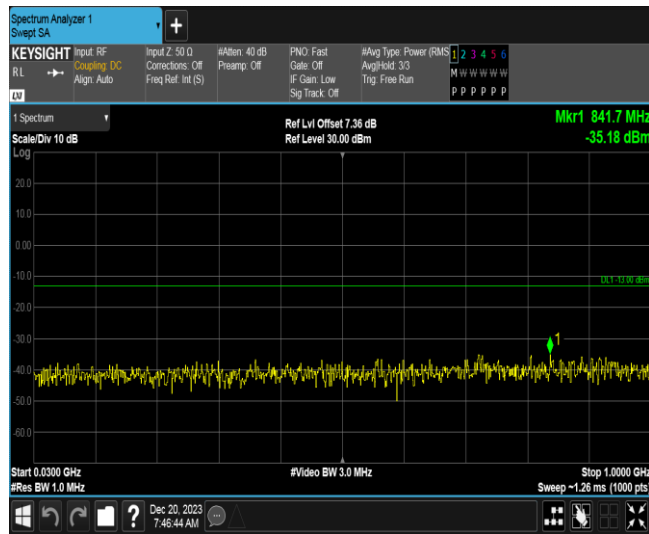 Spectrum Analyzer 1
Swept SA
+
KEYSIGHT
RL
LXI
Input: RF
Coupling: DC
Align: Auto
Input Z: 50 Ω
Corrections: Off
Freq Ref: Int (S)
#Atten: 40 dB
Preamp: Off
PNO: Fast
Gate: Off
IF Gain: Low
Sig Track: Off
#Avg Type: Power (RMS
Avg|Hold: 3/3
Trig: Free Run
1 2 3 4 5 6
M W W W W W
P P P P P P
1 Spectrum
Scale/Div 10 dB
Log
Ref Lvl Offset 7.36 dB
Ref Level 30.00 dBm
Mkr1 841.7 MHz
-35.18 dBm
20.0
10.0
0.00
-10.0
DL1 -13.00 dBm
-20.0
-30.0
1
-40.0
-50.0
-60.0
Start 0.0300 GHz
#Res BW 1.0 MHz
#Video BW 3.0 MHz
Stop 1.0000 GHz
Sweep ~1.26 ms (1000 pts)
?
Dec 20, 2023
7:46:44 AM